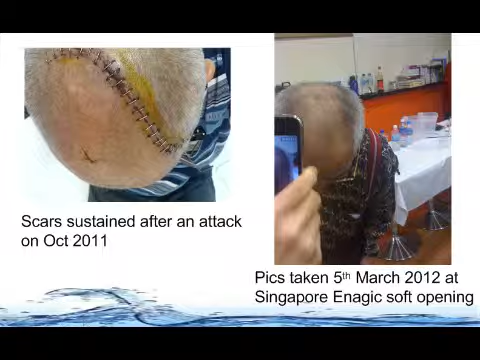 Scars sustained after an attack
on Oct 2011
Pics taken 5th March 2012 at
Singapore Enagic soft opening